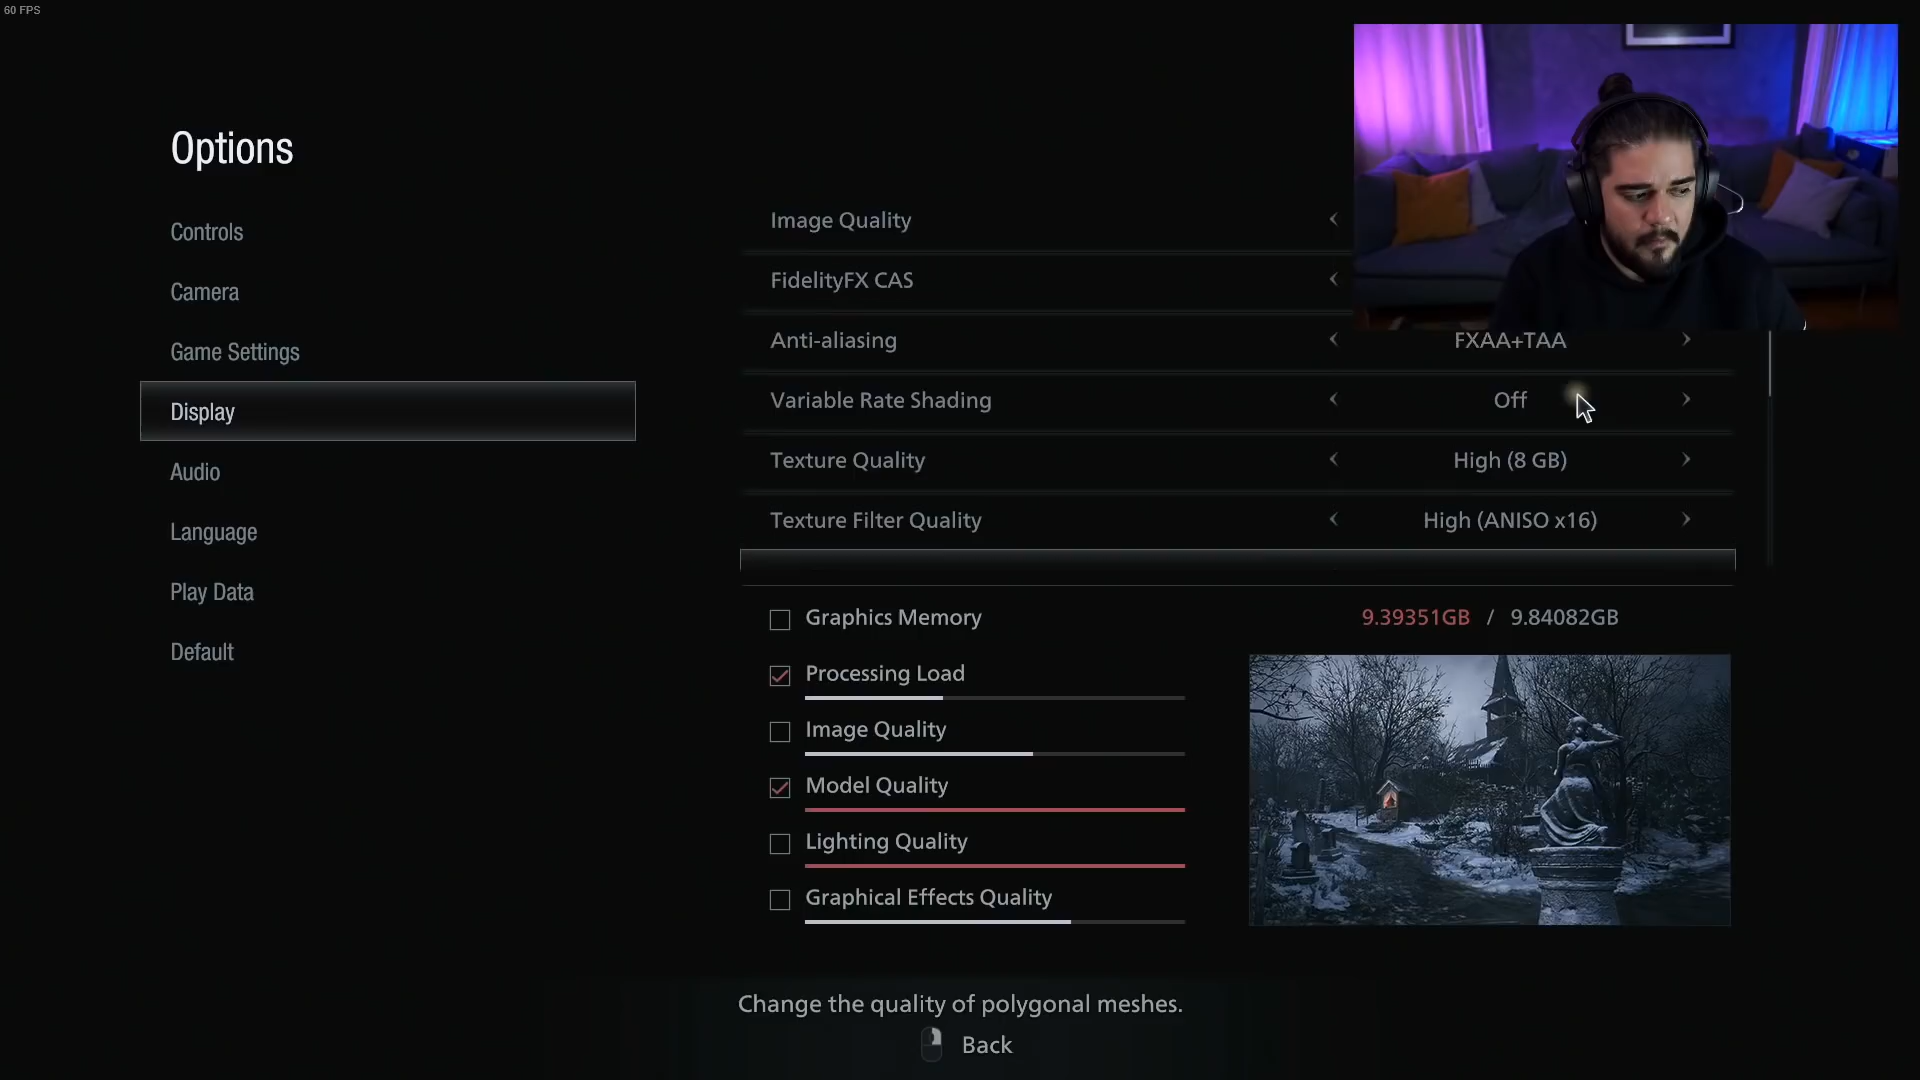 60 FPS
Options
Controls
Camera
Game Settings
Display
Audio
Language
Play Data
Default
Image Quality
FidelityFX CAS
Anti-aliasing FXAA+TAA
Variable Rate Shading Off
Texture Quality High (8 GB)
Texture Filter Quality High (ANISO x16)
Graphics Memory 9.39351GB / 9.84082GB
Processing Load
Image Quality
Model Quality
Lighting Quality
Graphical Effects Quality
Change the quality of polygonal meshes.
Back